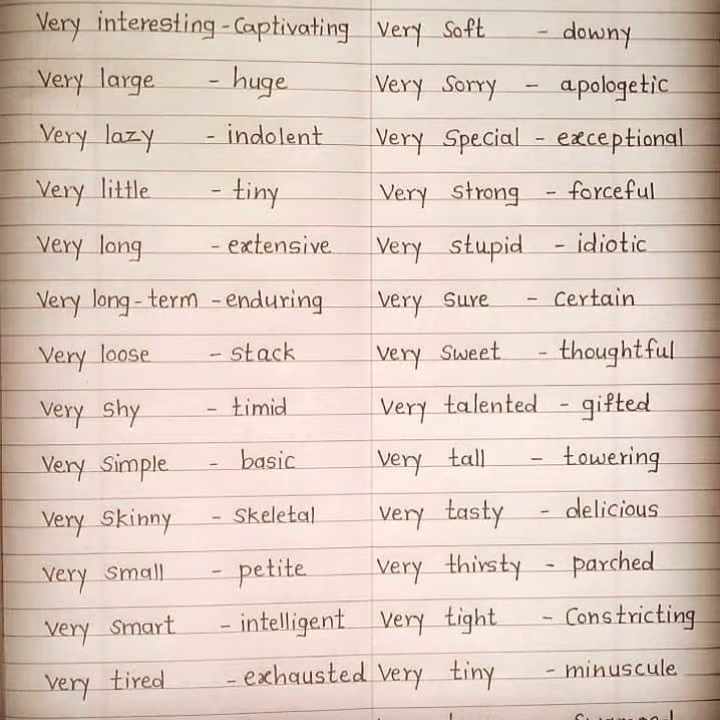 Very interesting - Captivating
Very large - huge
Very lazy - indolent
Very little - tiny
Very long - extensive
Very long-term - enduring
Very loose - stack
Very shy - timid
Very Simple - basic
Very Skinny - Skeletal
Very small - petite
Very smart - intelligent
Very tired - exhausted
Very Soft - downy
Very Sorry - apologetic
Very Special - exceptional
Very strong - forceful
Very stupid - idiotic
Very sure - Certain
Very Sweet - thoughtful
Very talented - gifted
Very tall - towering
Very tasty - delicious
Very thirsty - parched
Very tight - Constricting
Very tiny - minuscule